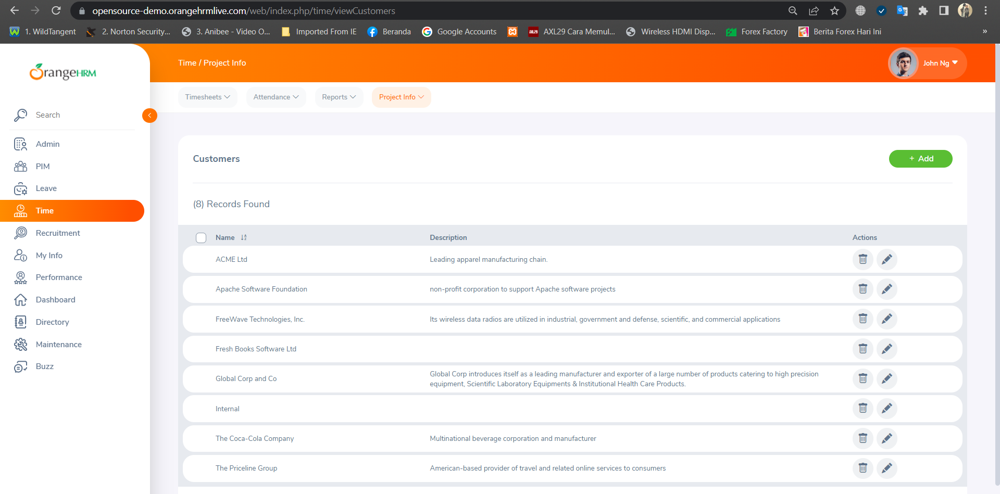 opensource-demo.orangehrmlive.com/web/index.php/time/viewCustomers
1. WildTangent
2. Norton Security...
3. Anibee - Video O...
Imported From IE
Beranda
Google Accounts
AXL29 Cara Memul...
Wireless HDMI Disp...
Forex Factory
Berita Forex Hari Ini
»
OrangeHRM
Time / Project Info
John Ng
Timesheets
Attendance
Reports
Project Info
Search
Admin
PIM
Leave
Time
Recruitment
My Info
Performance
Dashboard
Directory
Maintenance
Buzz
Customers
+ Add
(8) Records Found
Name Description Actions
ACME Ltd Leading apparel manufacturing chain.
Apache Software Foundation non-profit corporation to support Apache software projects
FreeWave Technologies, Inc. Its wireless data radios are utilized in industrial, government and defense, scientific, and commercial applications
Fresh Books Software Ltd
Global Corp and Co Global Corp introduces itself as a leading manufacturer and exporter of a large number of products catering to high precision
equipment, Scientific Laboratory Equipments & Institutional Health Care Products.
Internal
The Coca-Cola Company Multinational beverage corporation and manufacturer
The Priceline Group American-based provider of travel and related online services to consumers